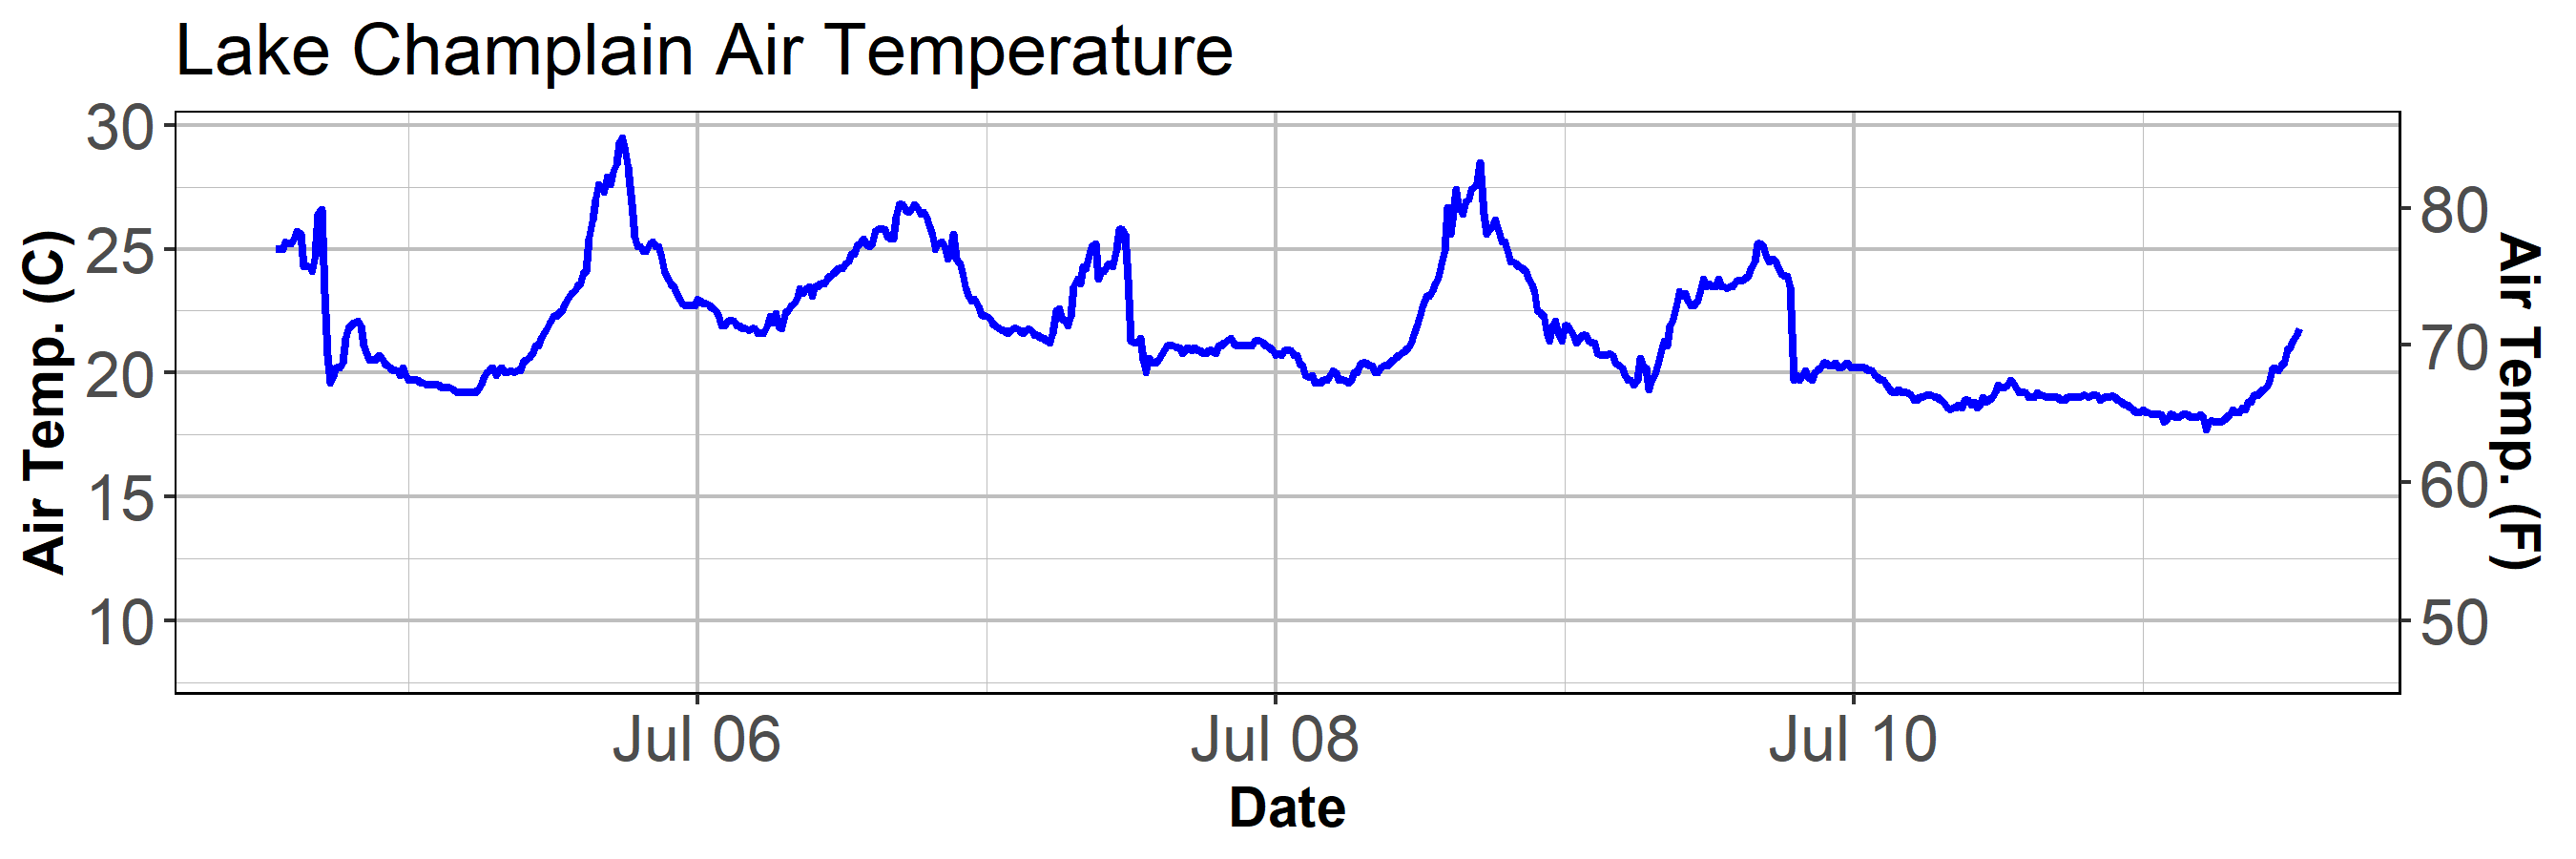 Lake Champlain Air Temperature
Air Temp. (C)
30
25
20
15
10
80
70
60
50
Air Temp. (F)
Jul 06
Jul 08
Jul 10
Date